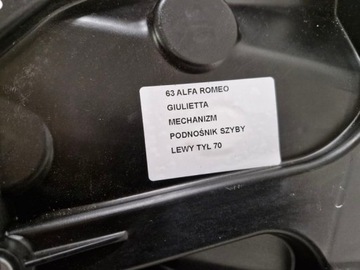 63 ALFA ROMEO
GIULIETTA
MECHANIZM
PODNOŚNIK SZYBY
LEWY TYŁ 70